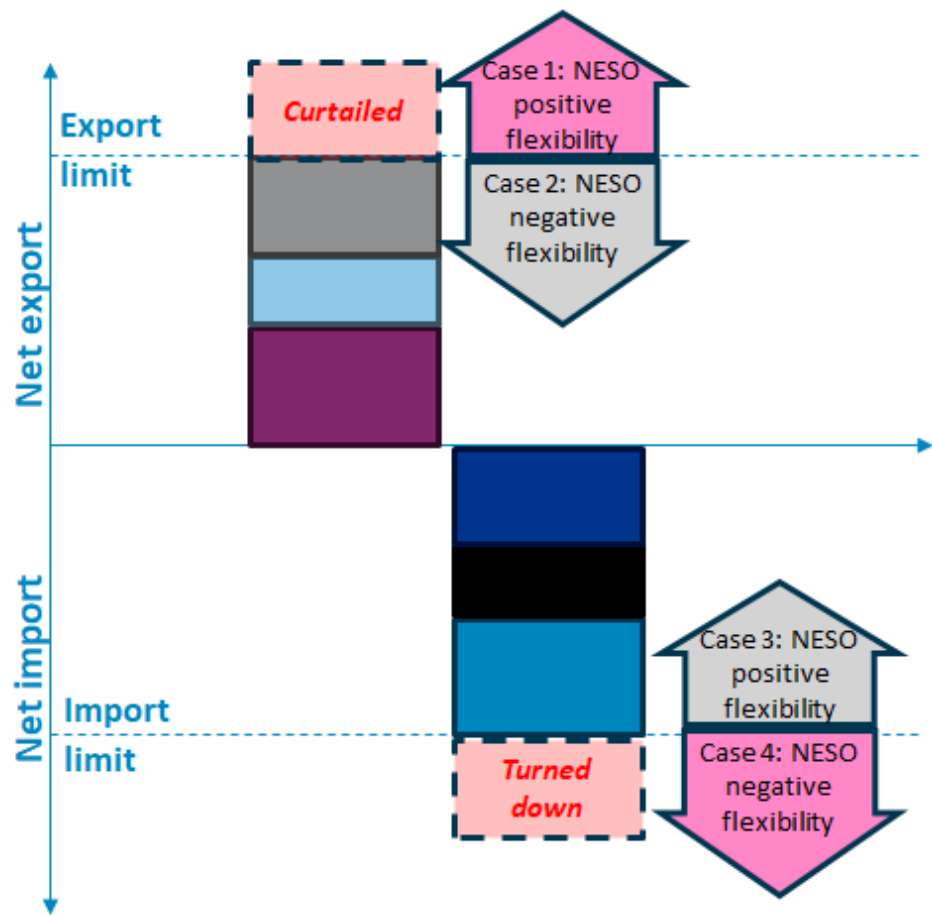 Case 1: NESO
positive
flexibility
Curtailed
Export
limit
Case 2: NESO
negative
flexibility
Net export
Net import
Case 3: NESO
positive
flexibility
Import
limit
Case 4: NESO
negative
flexibility
Turned
down